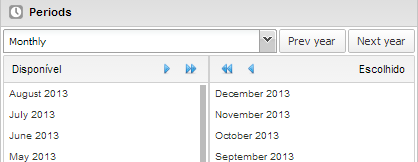 Periods
Monthly Prev year Next year
Disponível Escolhido
August 2013 December 2013
July 2013 November 2013
June 2013 October 2013
May 2013 September 2013